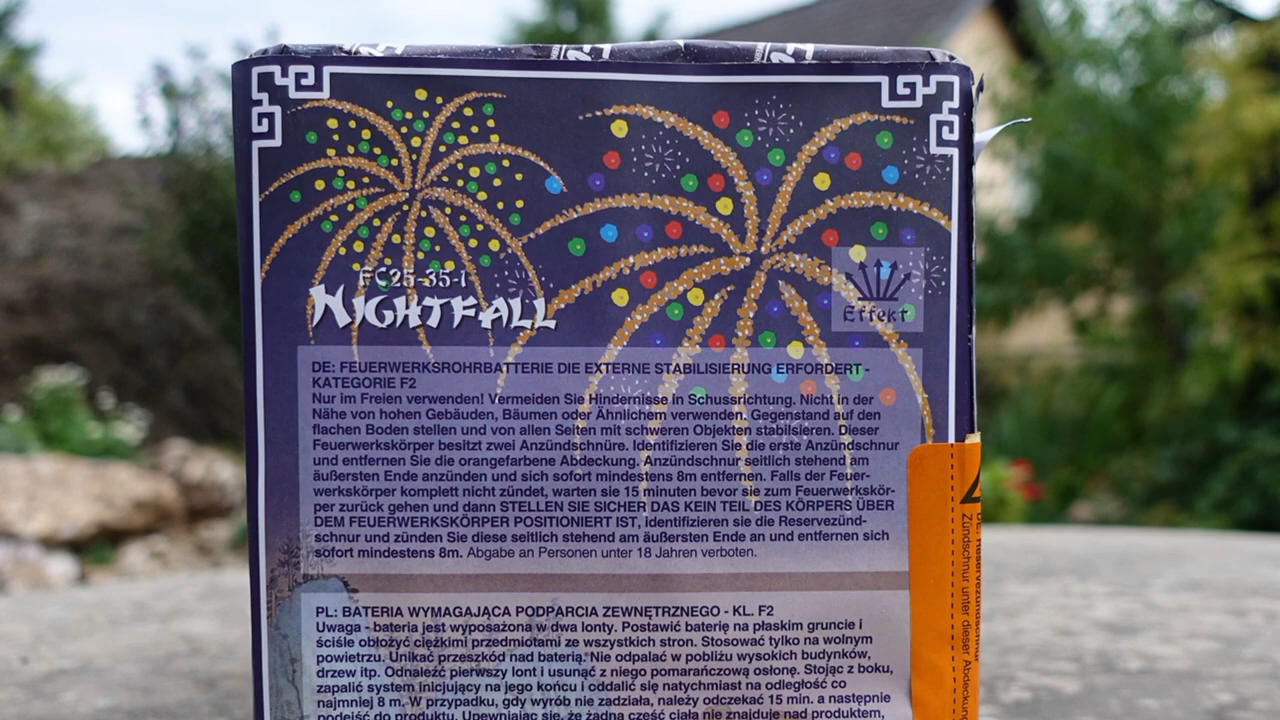 FC25-35-1
NIGHTFALL
Effekt
DE: FEUERWERKSROHRBATTERIE DIE EXTERNE STABILISIERUNG ERFORDERT -
KATEGORIE F2
Nur im Freien verwenden! Vermeiden Sie Hindernisse in Schussrichtung. Nicht in der
Nähe von hohen Gebäuden, Bäumen oder Ähnlichem verwenden. Gegenstand auf den
flachen Boden stellen und von allen Seiten mit schweren Objekten stabilsieren. Dieser
Feuerwerkskörper besitzt zwei Anzündschnüre. Identifizieren Sie die erste Anzündschnur
und entfernen Sie die orangefarbene Abdeckung. Anzündschnur seitlich stehend am
äußersten Ende anzünden und sich sofort mindestens 8m entfernen. Falls der Feuer-
werkskörper komplett nicht zündet, warten sie 15 minuten bevor sie zum Feuerwerkskör-
per zurück gehen und dann STELLEN SIE SICHER DAS KEIN TEIL DES KÖRPERS ÜBER
DEM FEUERWERKSKÖRPER POSITIONIERT IST, identifizieren sie die Reservezünd-
schnur und zünden Sie diese seitlich stehend am äußersten Ende an und entfernen sich
sofort mindestens 8m. Abgabe an Personen unter 18 Jahren verboten.
PL: BATERIA WYMAGAJĄCA PODPARCIA ZEWNĘTRZNEGO - KL. F2
Uwaga - bateria jest wyposażona w dwa lonty. Postawić baterię na płaskim gruncie i
ściśle obłożyć ciężkimi przedmiotami ze wszystkich stron. Stosować tylko na wolnym
powietrzu. Unikać przeszkód nad baterią. Nie odpalać w pobliżu wysokich budynków,
drzew itp. Odnaleźć pierwszy lont i usunąć z niego pomarańczową osłonę. Stojąc z boku,
zapalić system inicjujący na jego końcu i oddalić się natychmiast na odległość co
najmniej 8 m. W przypadku, gdy wyrób nie zadziała, należy odczekać 15 min. a następnie
podejść do produktu. Upewniając się, że żadna część ciała nie znajduje nad produktem,
DE: Reservezündschnur
Zündschnur unter dieser Abdeckung